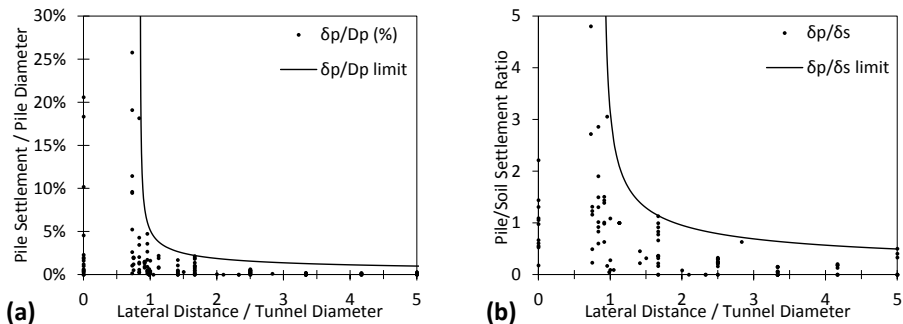 30%
25%
20%
15%
10%
5%
0%
Pile Settlement / Pile Diameter
δp/Dp (%)
δp/Dp limit
0 1 2 3 4 5
Lateral Distance / Tunnel Diameter
(a)
5
4
3
2
1
0
Pile/Soil Settlement Ratio
δp/δs
δp/δs limit
0 1 2 3 4 5
Lateral Distance / Tunnel Diameter
(b)